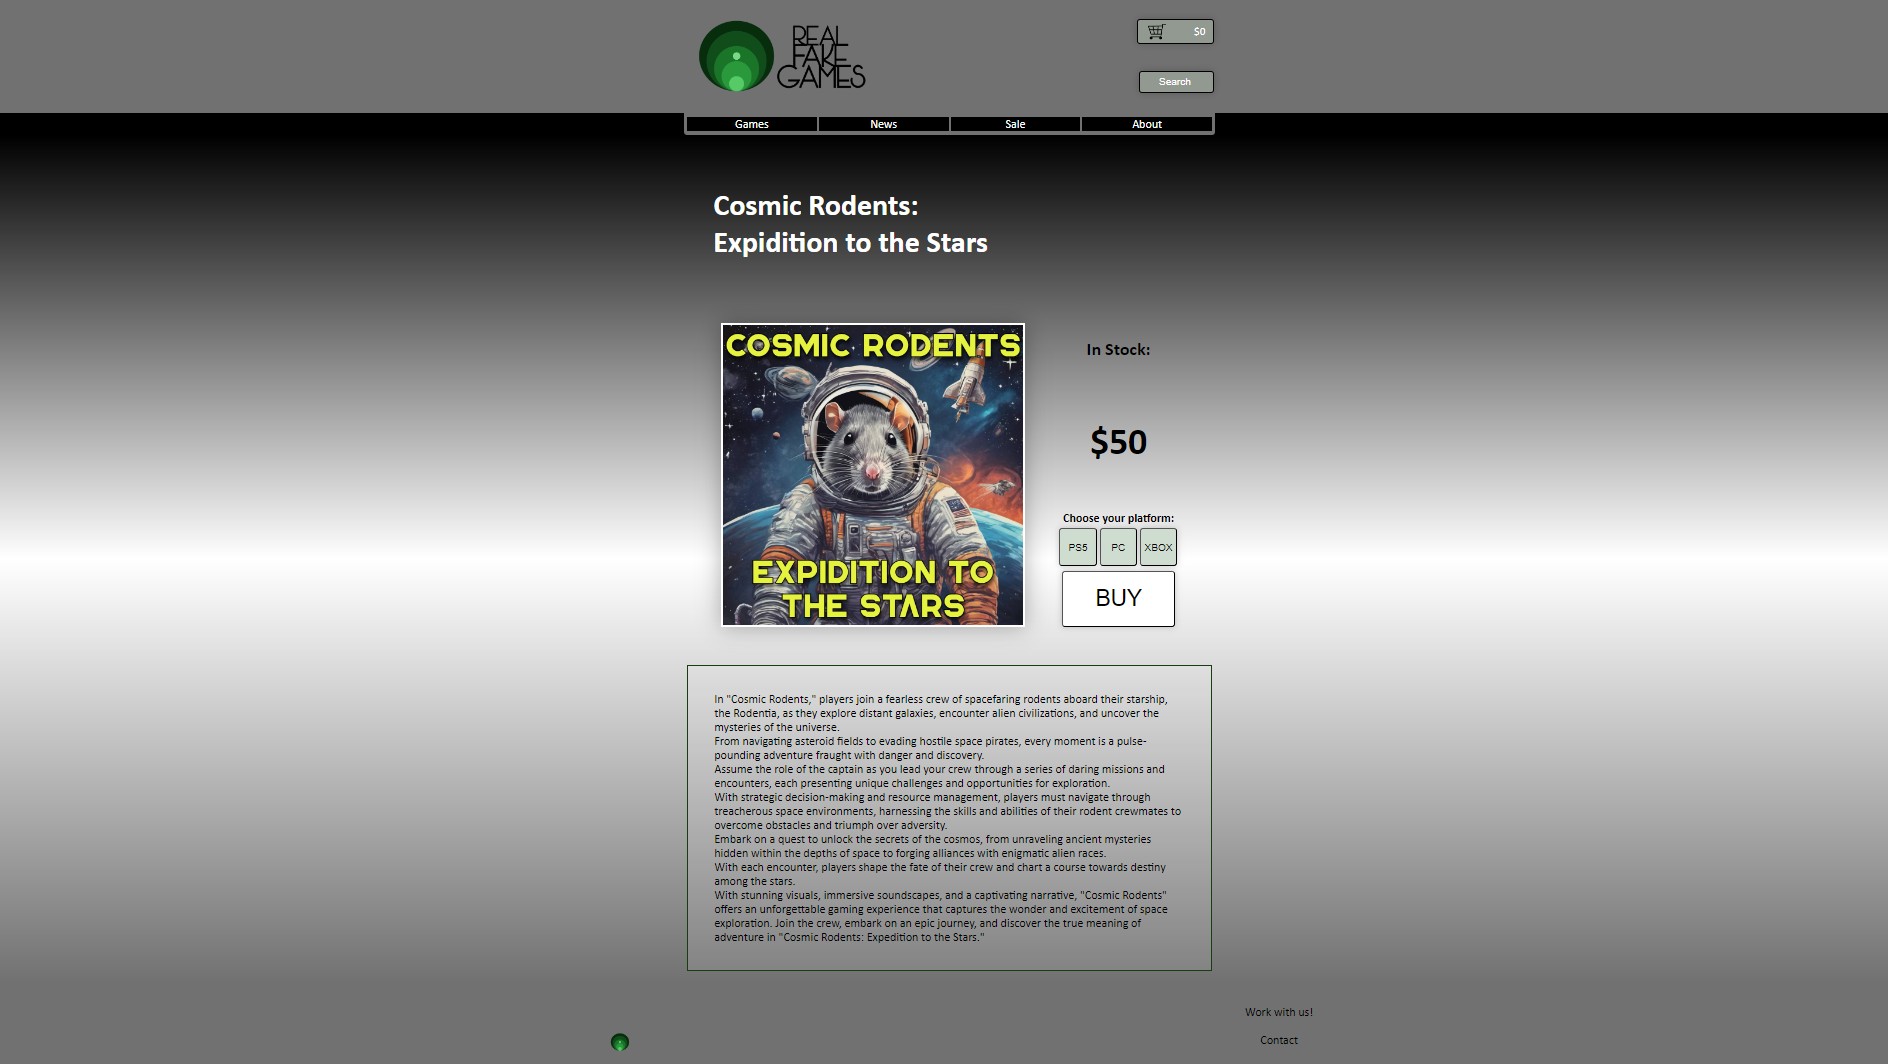 REAL
FAKE
GAMES
$0
Search
Games
News
Sale
About
Cosmic Rodents:
Expidition to the Stars
COSMIC RODENTS
EXPIDITION TO
THE STARS
In Stock:
$50
Choose your platform:
PS5
PC
XBOX
BUY
In "Cosmic Rodents," players join a fearless crew of spacefaring rodents aboard their starship,
the Rodentia, as they explore distant galaxies, encounter alien civilizations, and uncover the
mysteries of the universe.
From navigating asteroid fields to evading hostile space pirates, every moment is a pulse-
pounding adventure fraught with danger and discovery.
Assume the role of the captain as you lead your crew through a series of daring missions and
encounters, each presenting unique challenges and opportunities for exploration.
With strategic decision-making and resource management, players must navigate through
treacherous space environments, harnessing the skills and abilities of their rodent crewmates to
overcome obstacles and triumph over adversity.
Embark on a quest to unlock the secrets of the cosmos, from unraveling ancient mysteries
hidden within the depths of space to forging alliances with enigmatic alien races.
With each encounter, players shape the fate of their crew and chart a course towards destiny
among the stars.
With stunning visuals, immersive soundscapes, and a captivating narrative, "Cosmic Rodents"
offers an unforgettable gaming experience that captures the wonder and excitement of space
exploration. Join the crew, embark on an epic journey, and discover the true meaning of
adventure in "Cosmic Rodents: Expedition to the Stars."
Work with us!
Contact